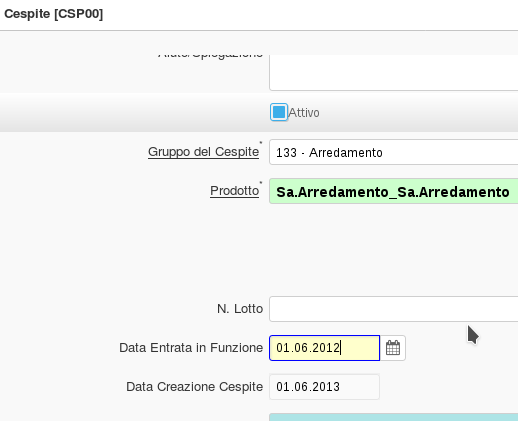 Cespite [CSP00]
Aiuto/Spiegazione
Attivo
Gruppo del Cespite* 133 - Arredamento
Prodotto* Sa.Arredamento_Sa.Arredamento
N. Lotto
Data Entrata in Funzione 01.06.2012
Data Creazione Cespite 01.06.2013